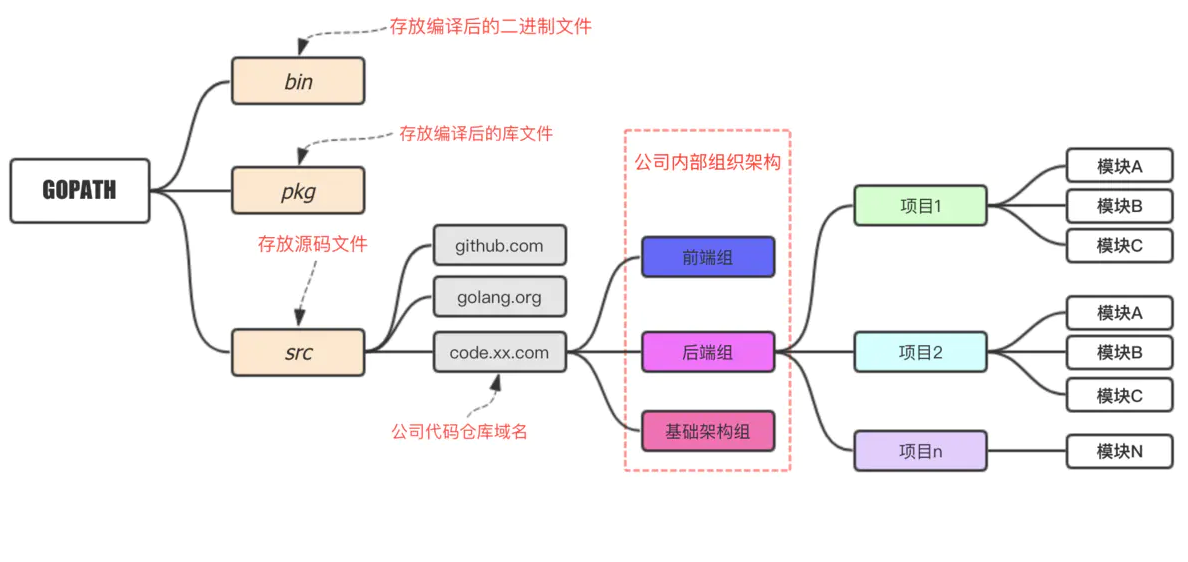 存放编译后的二进制文件
bin
存放编译后的库文件
GOPATH
pkg
存放源码文件
src
github.com
golang.org
code.xx.com
公司代码仓库域名
公司内部组织架构
前端组
后端组
基础架构组
项目1
模块A
模块B
模块C
项目2
模块A
模块B
模块C
项目n
模块N